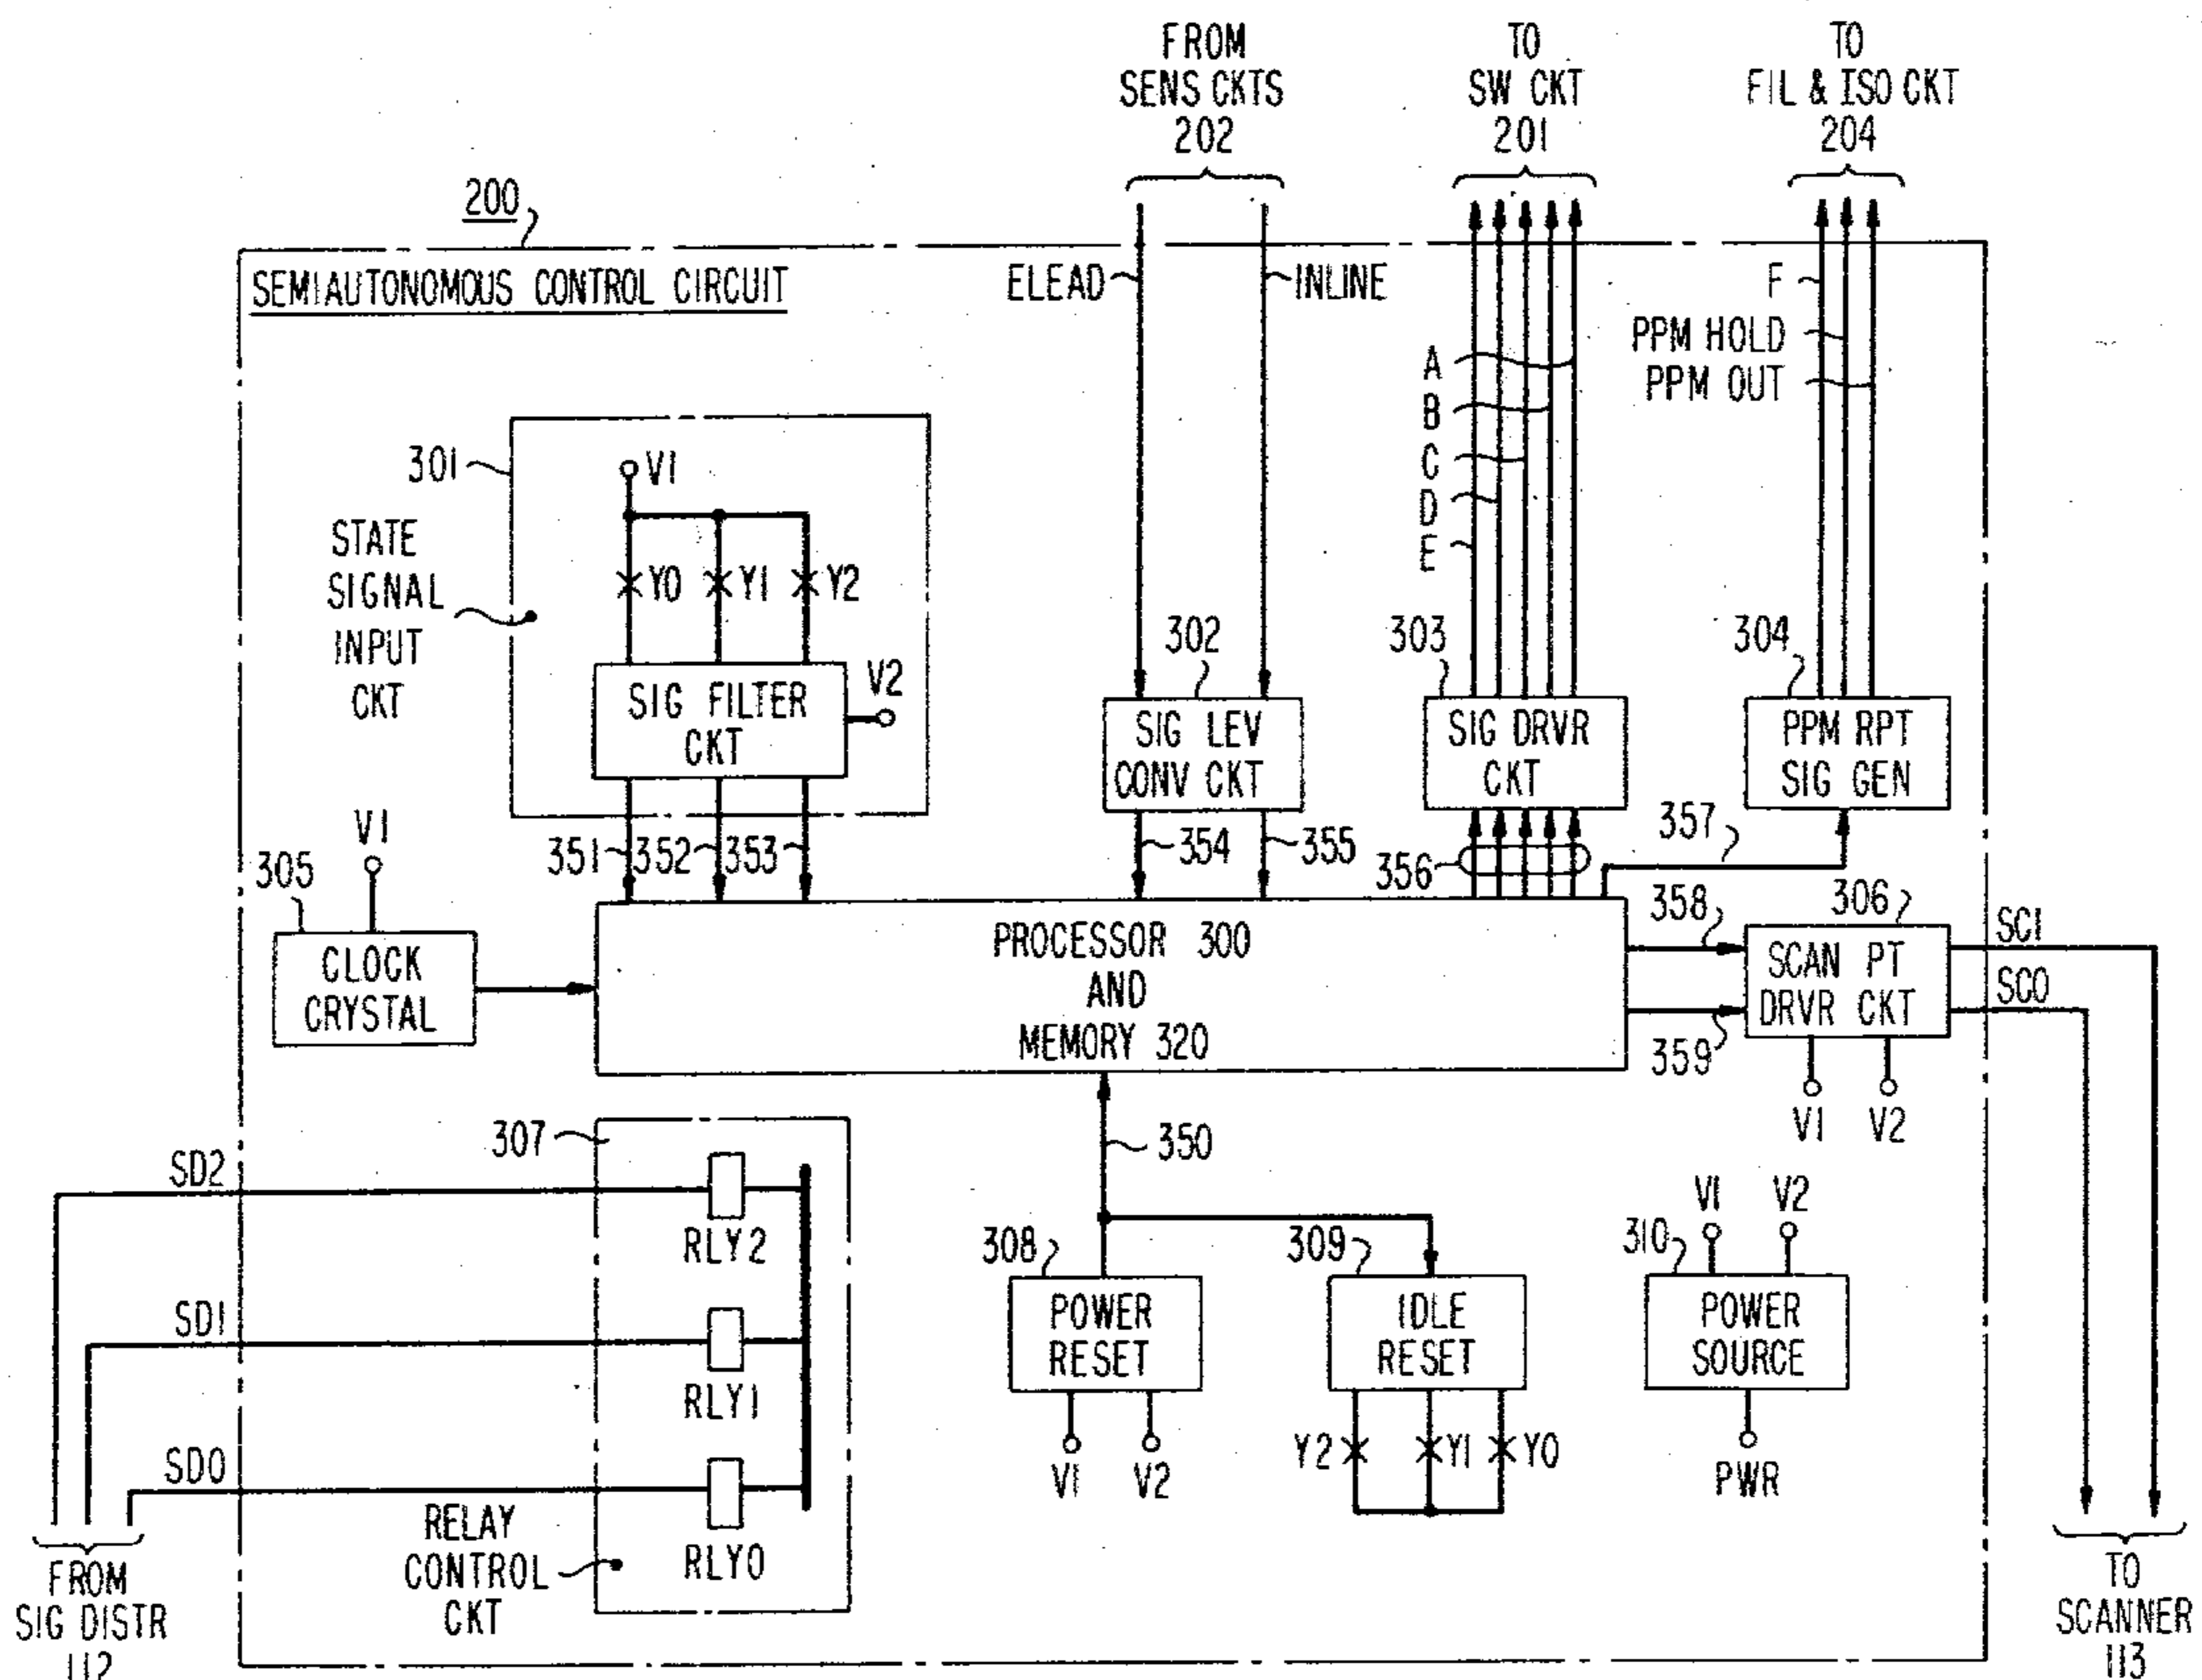 FROM
SENS CKTS
202
TO
SW CKT
201
TO
FIL & ISO CKT
204
200
SEMIAUTONOMOUS CONTROL CIRCUIT
ELEAD
INLINE
F
PPM HOLD
PPM OUT
A
B
C
D
E
301
V1
STATE
SIGNAL
INPUT
CKT
Y0
Y1
Y2
SIG FILTER
CKT
V2
302
SIG LEV
CONV CKT
303
SIG DRVR
CKT
304
PPM RPT
SIG GEN
351
352
353
354
355
356
357
V1
305
CLOCK
CRYSTAL
PROCESSOR 300
AND
MEMORY 320
358
359
306
SCAN PT
DRVR CKT
SC1
SC0
V1
V2
307
SD2
RLY2
SD1
RLY1
SD0
RLY0
RELAY
CONTROL
CKT
FROM
SIG DISTR
112
350
308
POWER
RESET
V1
V2
309
IDLE
RESET
Y2
Y1
Y0
V1
V2
310
POWER
SOURCE
PWR
TO
SCANNER
113